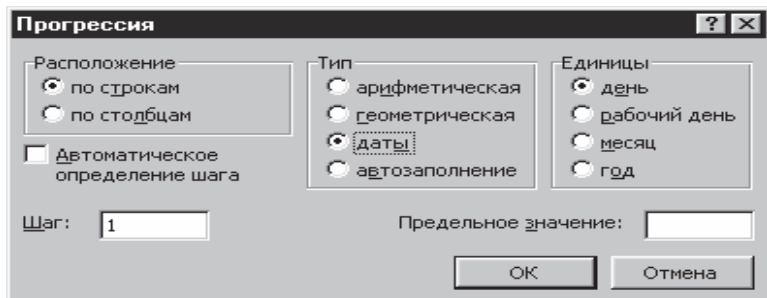 Прогрессия
Расположение
по строкам
по столбцам
Автоматическое
определение шага
Тип
арифметическая
геометрическая
даты
автозаполнение
Единицы
день
рабочий день
месяц
год
Шаг: 1
Предельное значение:
ОК
Отмена